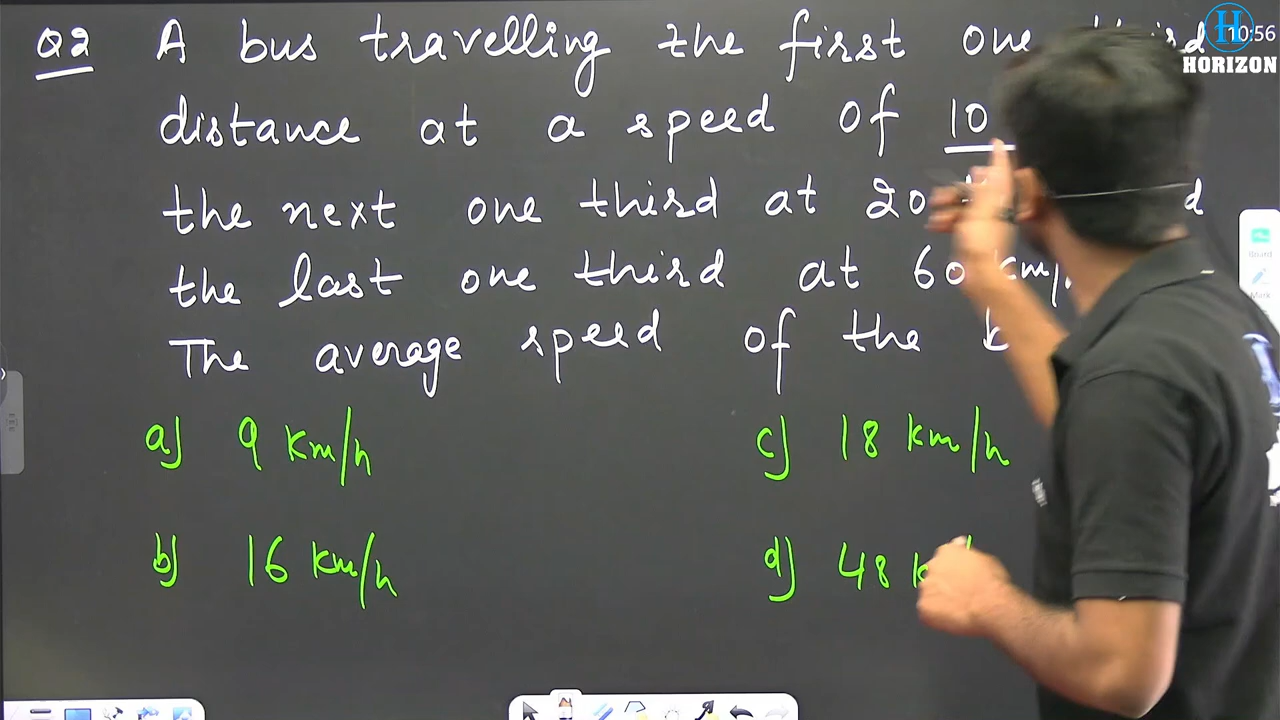 Q2 A bus travelling the first one third
distance at a speed of 10
the next one third at 20
the last one third at 60 km/
The average speed of the b
a) 9 km/h
c) 18 km/h
b) 16 km/h
d) 48 k
10:56
HORIZON